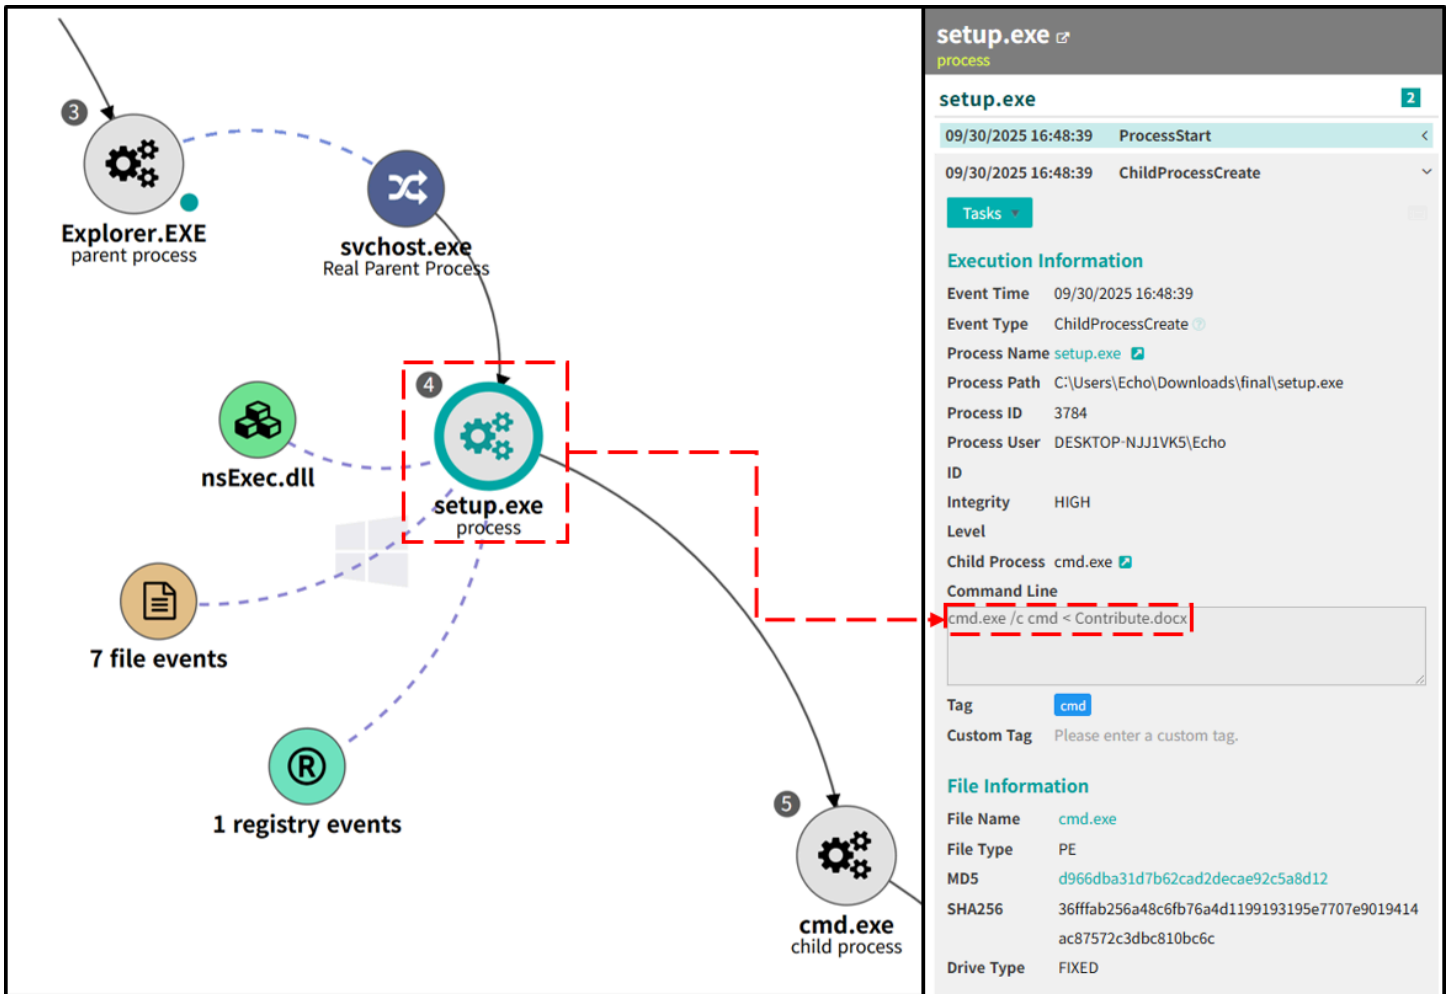 3
Explorer.EXE
parent process
svchost.exe
Real Parent Process
4
nsExec.dll
setup.exe
process
7 file events
R
1 registry events
5
cmd.exe
child process
setup.exe
process
setup.exe 2
09/30/2025 16:48:39 ProcessStart
09/30/2025 16:48:39 ChildProcessCreate
Tasks
Execution Information
Event Time 09/30/2025 16:48:39
Event Type ChildProcessCreate ?
Process Name setup.exe
Process Path C:\Users\Echo\Downloads\final\setup.exe
Process ID 3784
Process User DESKTOP-NJJ1VK5\Echo
ID
Integrity HIGH
Level
Child Process cmd.exe
Command Line
cmd.exe /c cmd < Contribute.docx
Tag cmd
Custom Tag Please enter a custom tag.
File Information
File Name cmd.exe
File Type PE
MD5 d966dba31d7b62cad2decae92c5a8d12
SHA256 36fffab256a48c6fb76a4d1199193195e7707e9019414
ac87572c3dbc810bc6c
Drive Type FIXED